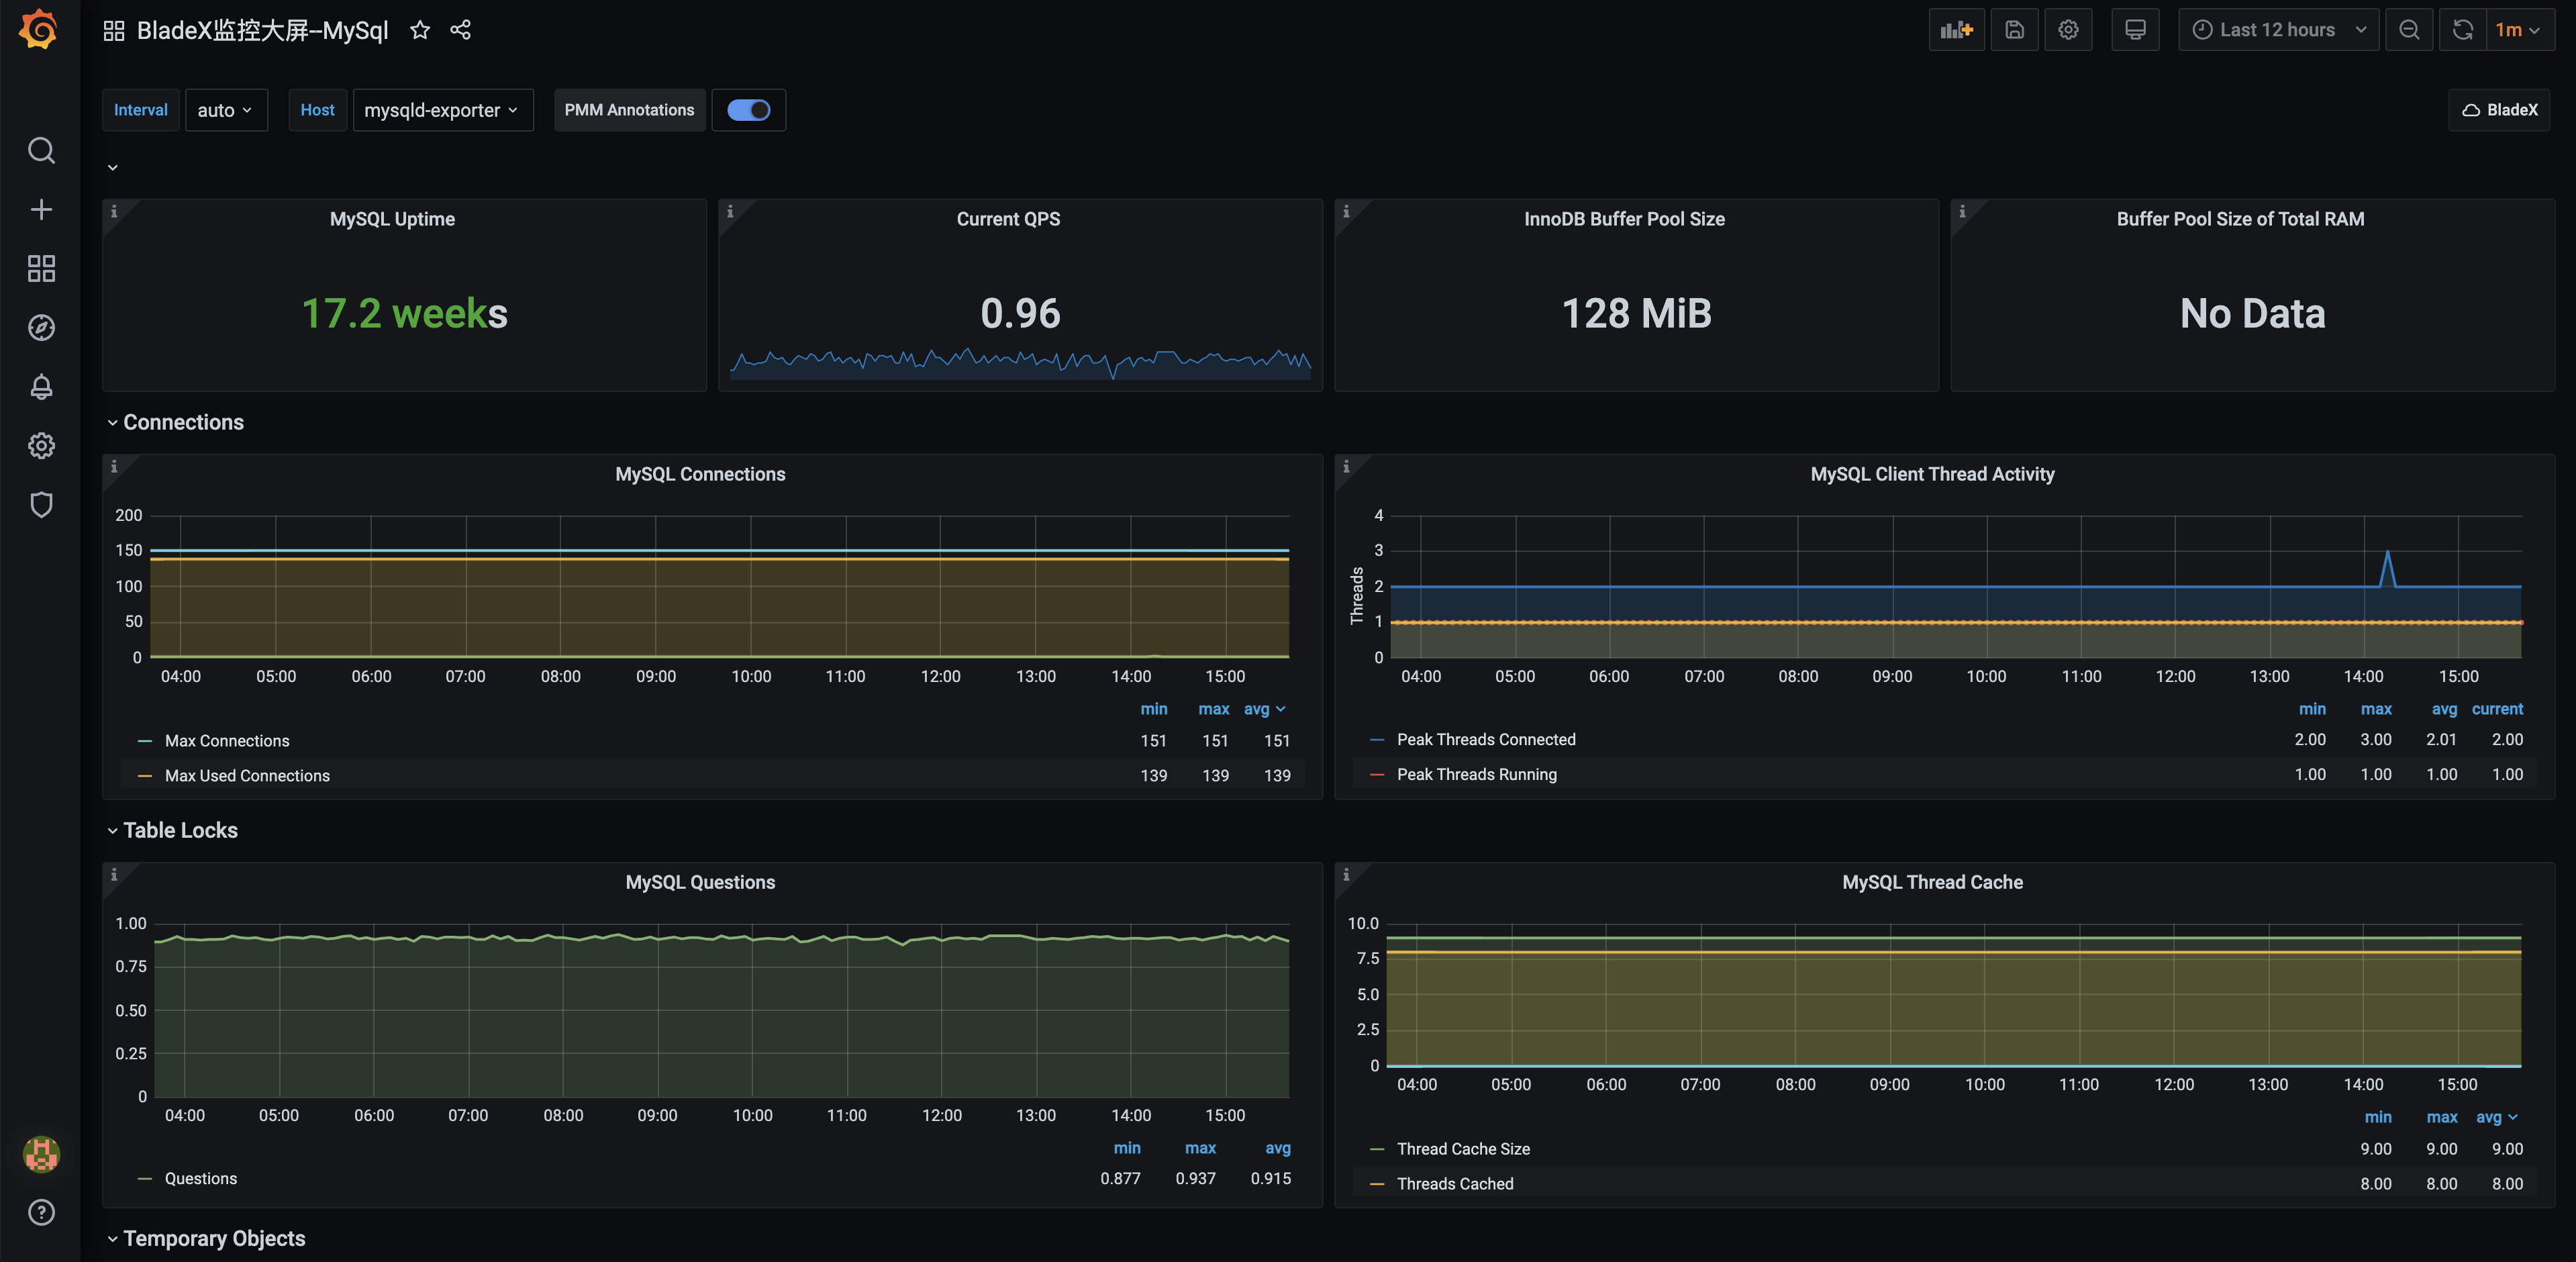 BladeX监控大屏--MySql
Last 12 hours 1m
Interval auto Host mysqld-exporter PMM Annotations BladeX
MySQL Uptime
17.2 weeks
Current QPS
0.96
InnoDB Buffer Pool Size
128 MiB
Buffer Pool Size of Total RAM
No Data
Connections
MySQL Connections
200
150
100
50
0
04:00 05:00 06:00 07:00 08:00 09:00 10:00 11:00 12:00 13:00 14:00 15:00
min max avg
Max Connections 151 151 151
Max Used Connections 139 139 139
MySQL Client Thread Activity
Threads
4
3
2
1
0
04:00 05:00 06:00 07:00 08:00 09:00 10:00 11:00 12:00 13:00 14:00 15:00
min max avg current
Peak Threads Connected 2.00 3.00 2.01 2.00
Peak Threads Running 1.00 1.00 1.00 1.00
Table Locks
MySQL Questions
1.00
0.75
0.50
0.25
0
04:00 05:00 06:00 07:00 08:00 09:00 10:00 11:00 12:00 13:00 14:00 15:00
min max avg
Questions 0.877 0.937 0.915
MySQL Thread Cache
10.0
7.5
5.0
2.5
0
04:00 05:00 06:00 07:00 08:00 09:00 10:00 11:00 12:00 13:00 14:00 15:00
min max avg
Thread Cache Size 9.00 9.00 9.00
Threads Cached 8.00 8.00 8.00
Temporary Objects